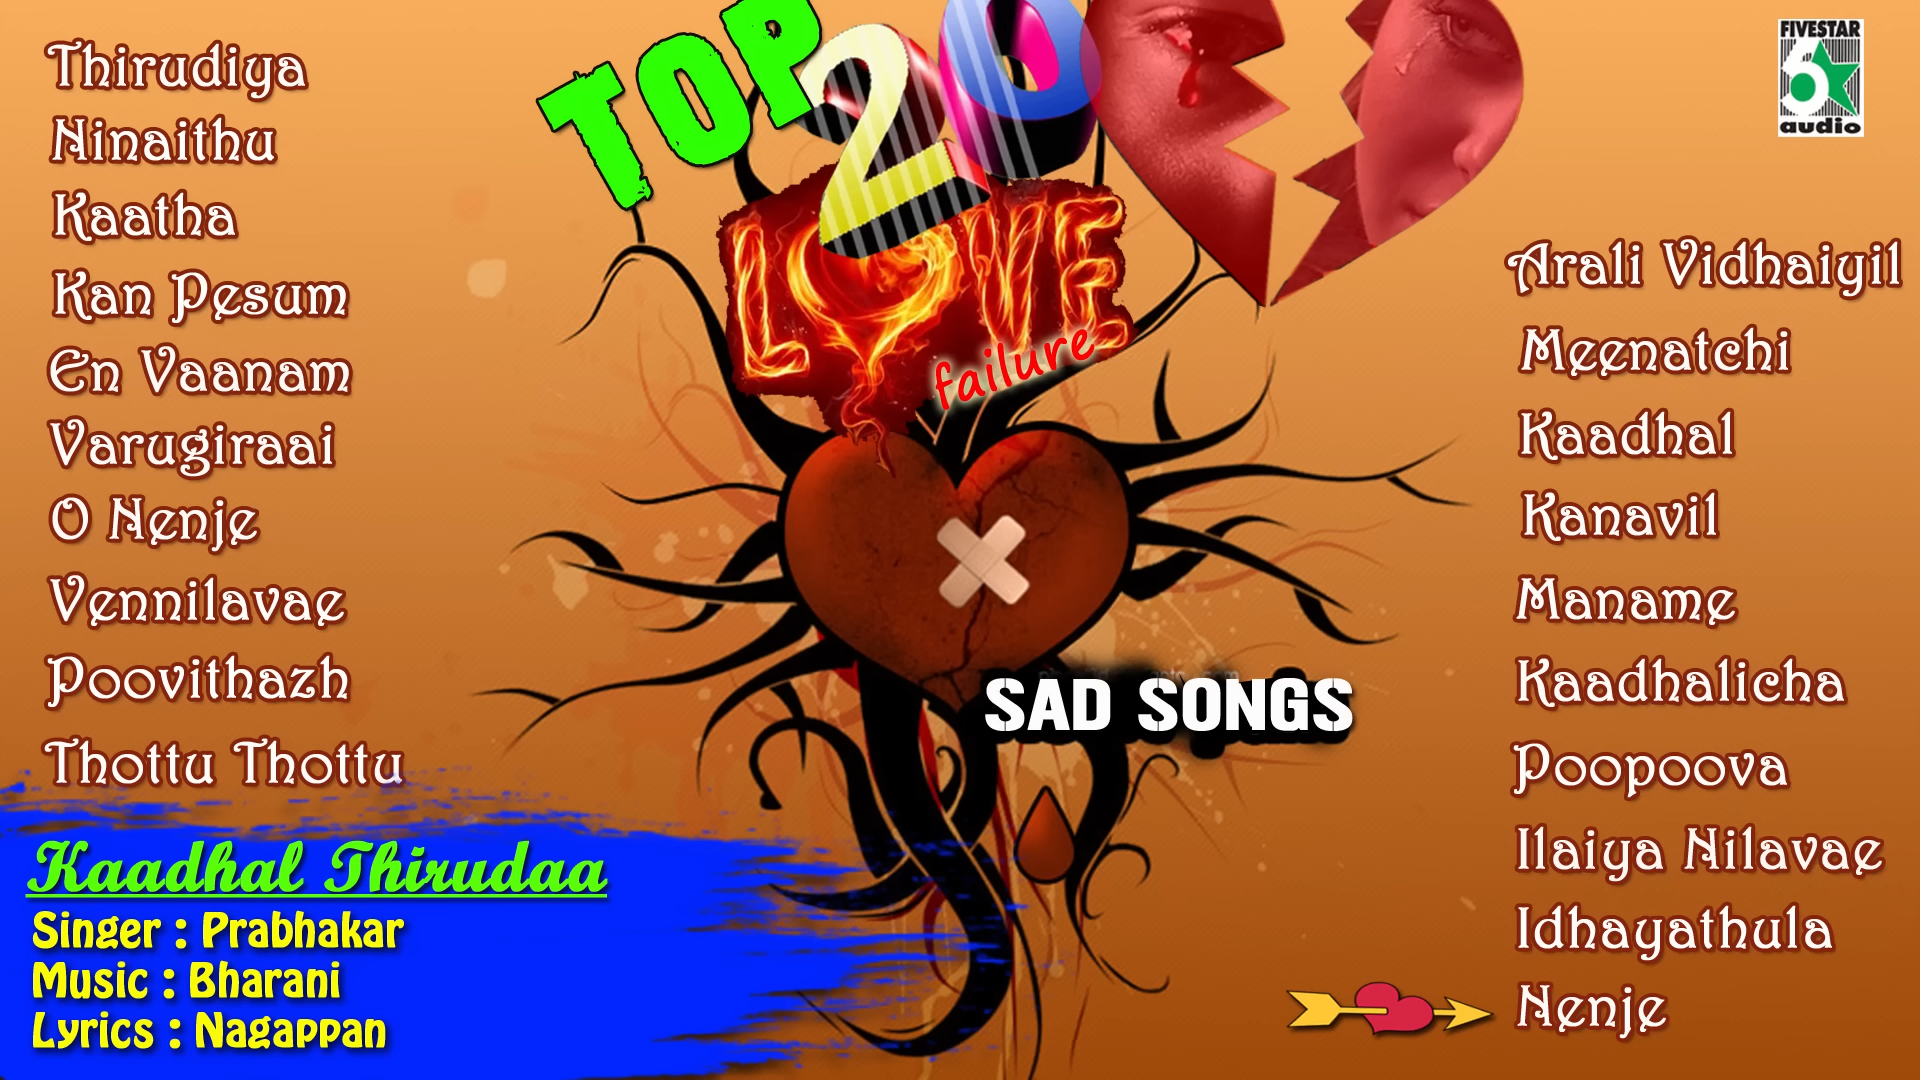 Thirudiya
Ninaithu
Kaatha
Kan Pesum
En Vaanam
Varugiraai
O Nenje
Vennilavae
Poovithazh
Thottu Thottu
Kaadhal Thirudaa
Singer : Prabhakar
Music : Bharani
Lyrics : Nagappan
TOP 20
LOVE
failure
SAD SONGS
FIVESTAR
5
audio
Arali Vidhaiyil
Meenatchi
Kaadhal
Kanavil
Maname
Kaadhalicha
Poopoova
Ilaiya Nilavae
Idhayathula
Nenje